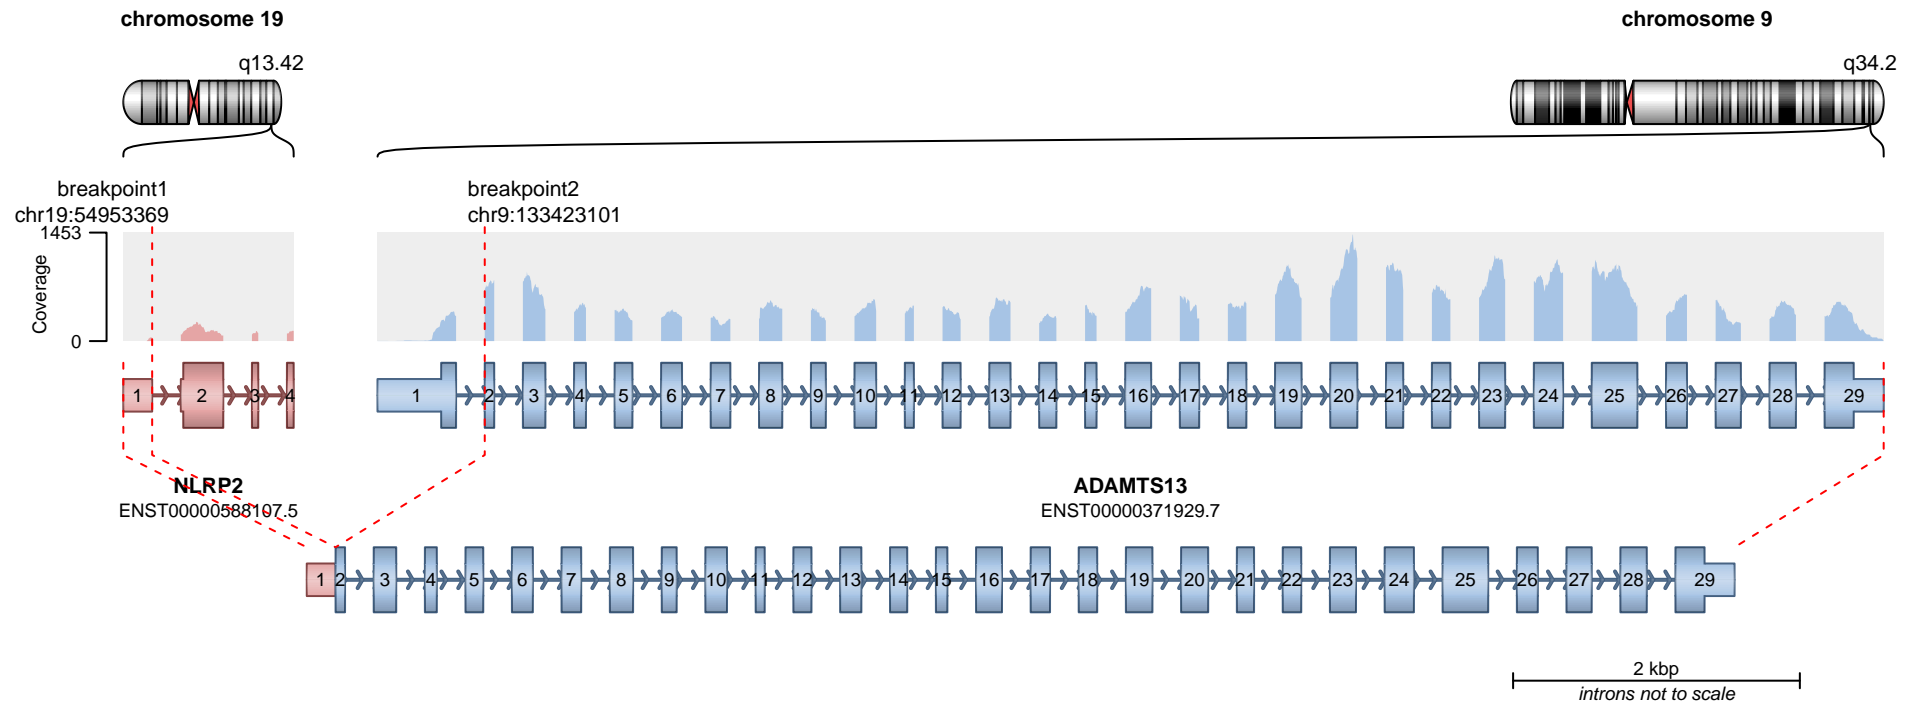 chromosome 19
chromosome 9
q13.42
q34.2
breakpoint1
chr19:54953369
breakpoint2
chr9:133423101
1453
Coverage
0
1 2 3 4
1 2 3 4 5 6 7 8 9 10 11 12 13 14 15 16 17 18 19 20 21 22 23 24 25 26 27 28 29
NLRP2
ENST00000588107.5
ADAMTS13
ENST00000371929.7
1 2 3 4 5 6 7 8 9 10 11 12 13 14 15 16 17 18 19 20 21 22 23 24 25 26 27 28 29
2 kbp
introns not to scale